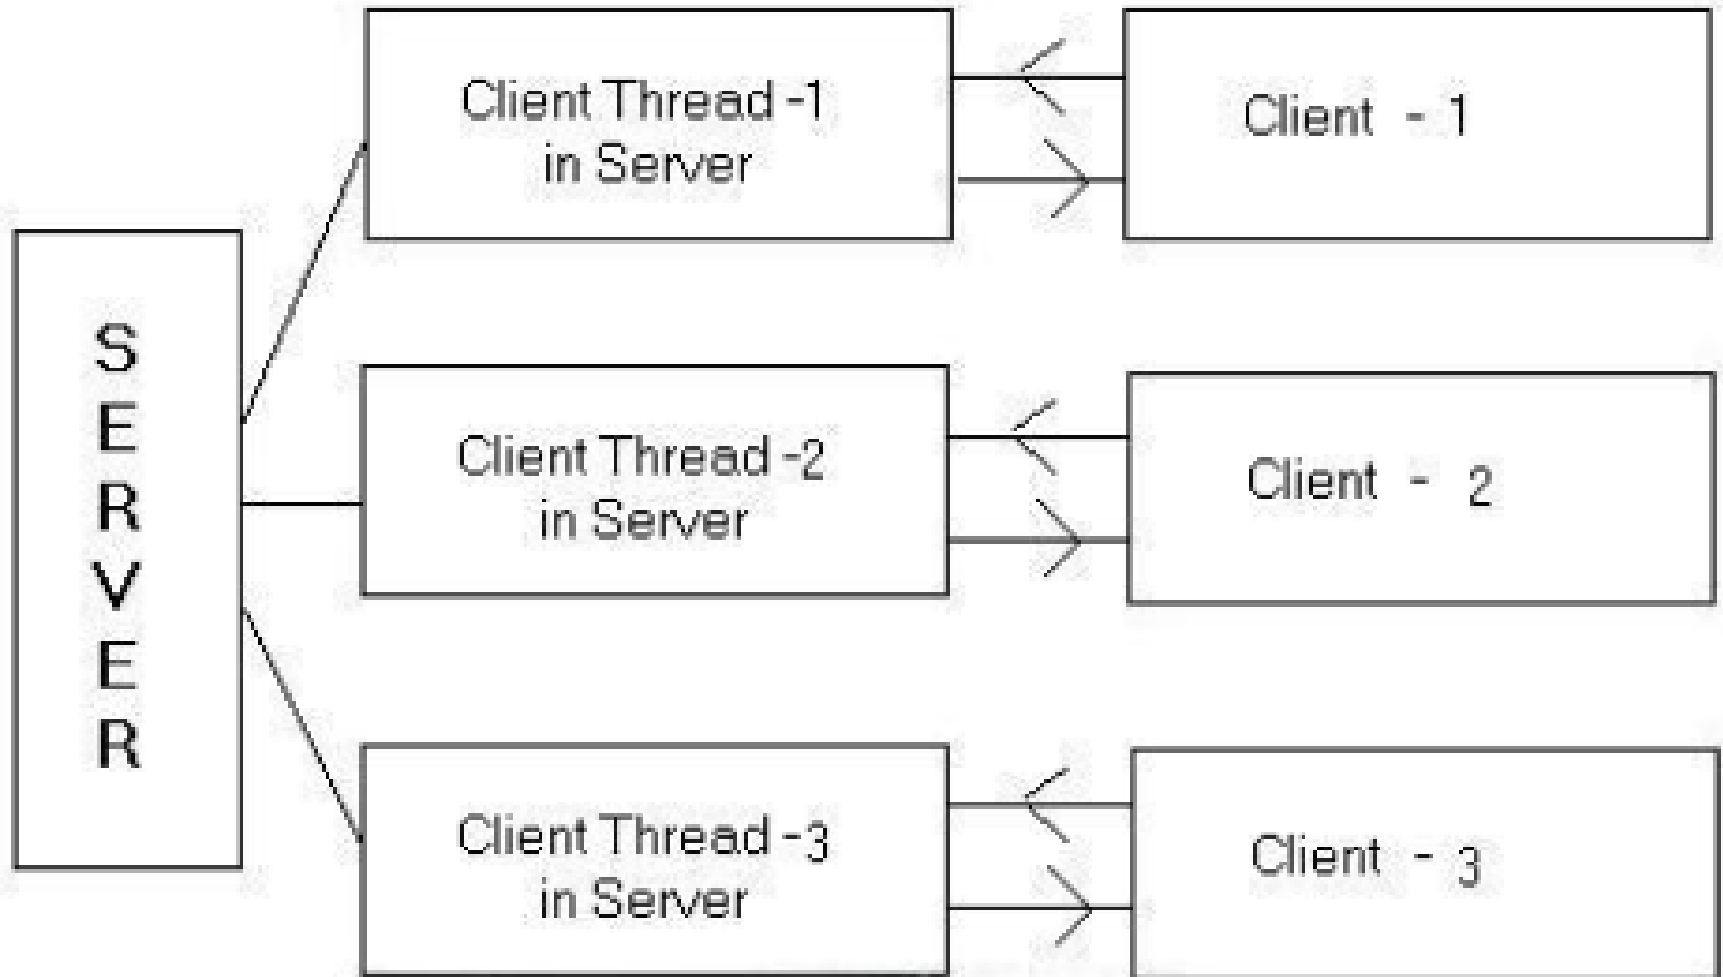 SERVER
Client Thread -1
in Server
Client - 1
Client Thread -2
in Server
Client - 2
Client Thread -3
in Server
Client - 3